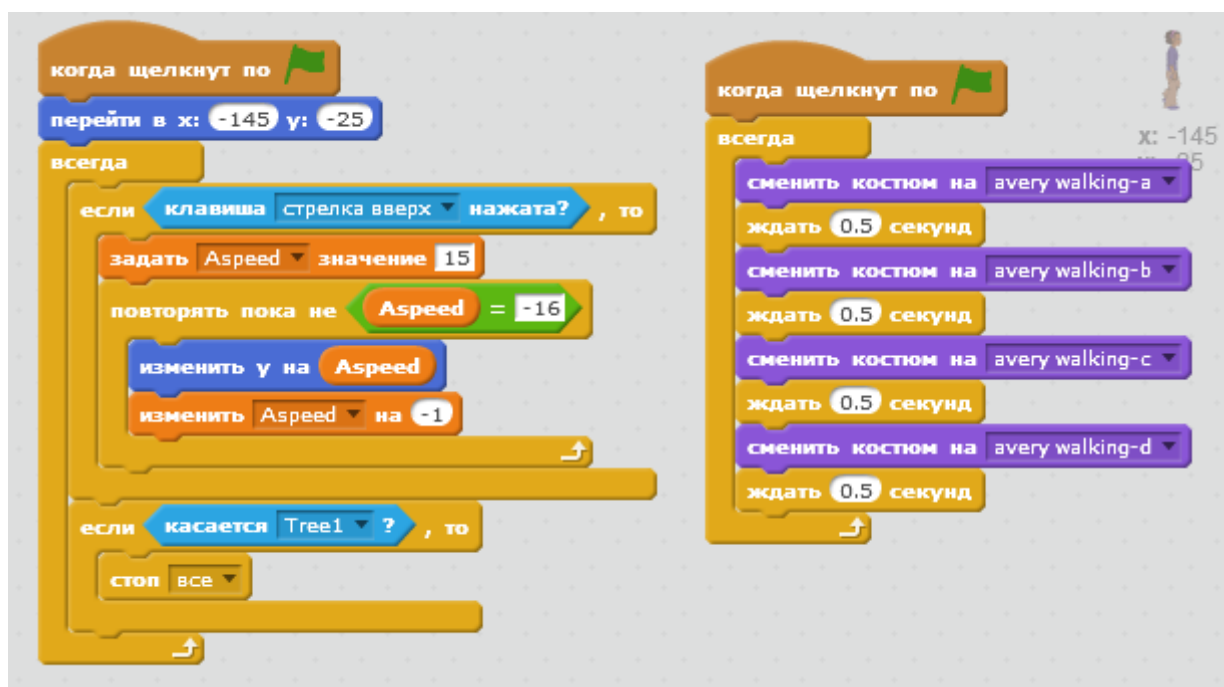 когда щелкнут по
перейти в x: -145 y: -25
всегда
если клавиша стрелка вверх нажата? , то
задать Aspeed значение 15
повторять пока не Aspeed = -16
изменить y на Aspeed
изменить Aspeed на -1
если касается Tree1 ? , то
стоп все
когда щелкнут по
всегда
сменить костюм на avery walking-a
ждать 0.5 секунд
сменить костюм на avery walking-b
ждать 0.5 секунд
сменить костюм на avery walking-c
ждать 0.5 секунд
сменить костюм на avery walking-d
ждать 0.5 секунд
x: -145